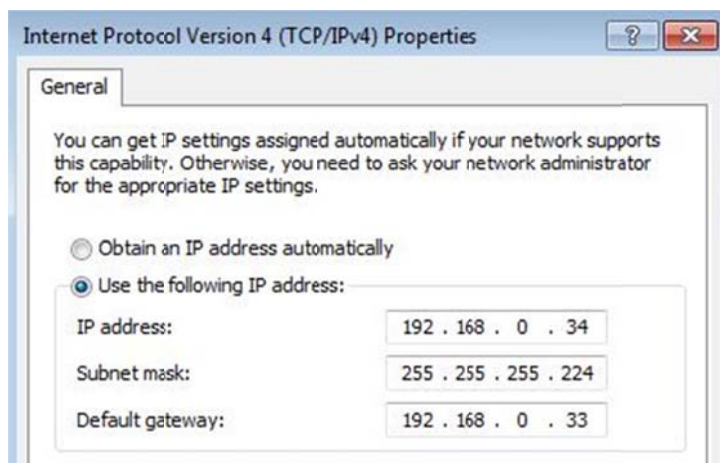 Internet Protocol Version 4 (TCP/IPv4) Properties
General
You can get IP settings assigned automatically if your network supports
this capability. Otherwise, you need to ask your network administrator
for the appropriate IP settings.
Obtain an IP address automatically
Use the following IP address:
IP address: 192 . 168 . 0 . 34
Subnet mask: 255 . 255 . 255 . 224
Default gateway: 192 . 168 . 0 . 33